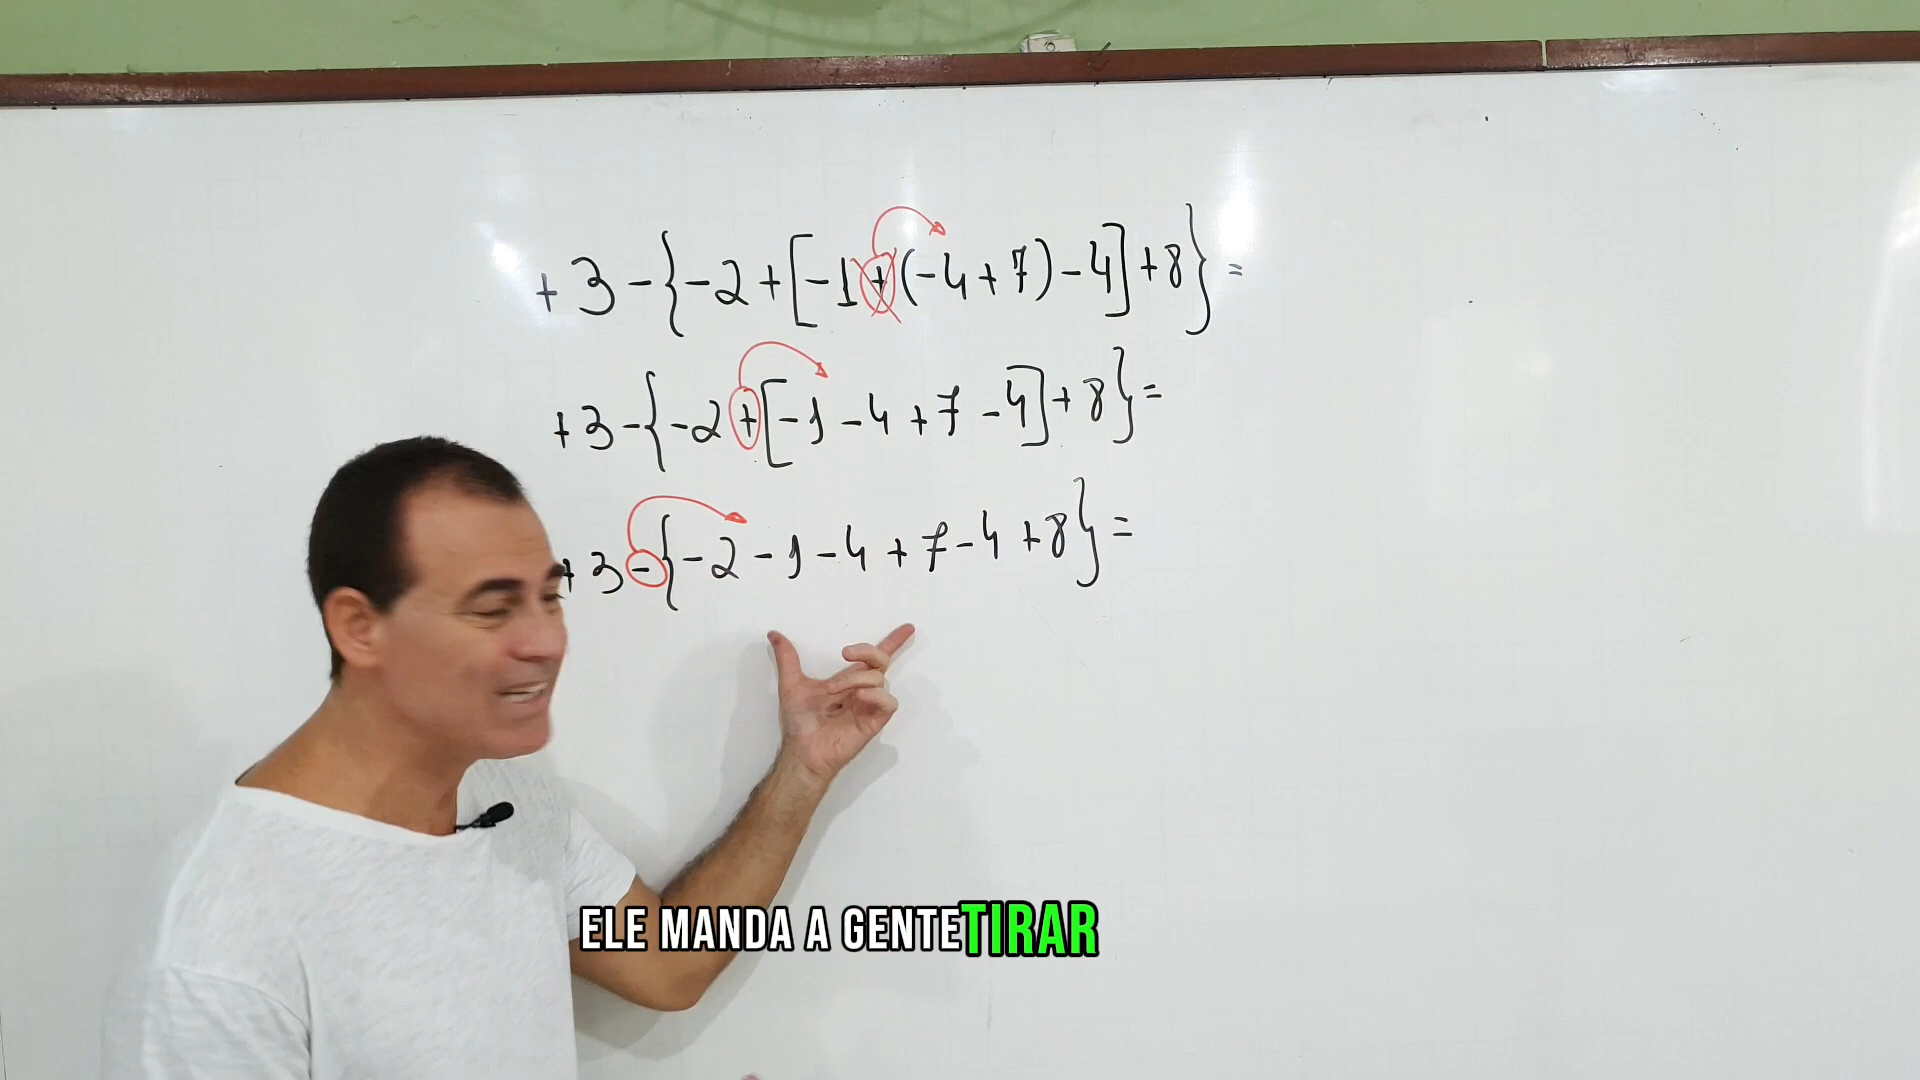 +3-{-2+[-1+(-4+7)-4]+8}=
+3-{-2+[-1-4+7-4]+8}=
+3-{-2-1-4+7-4+8}=
ELE MANDA A GENTE TIRAR